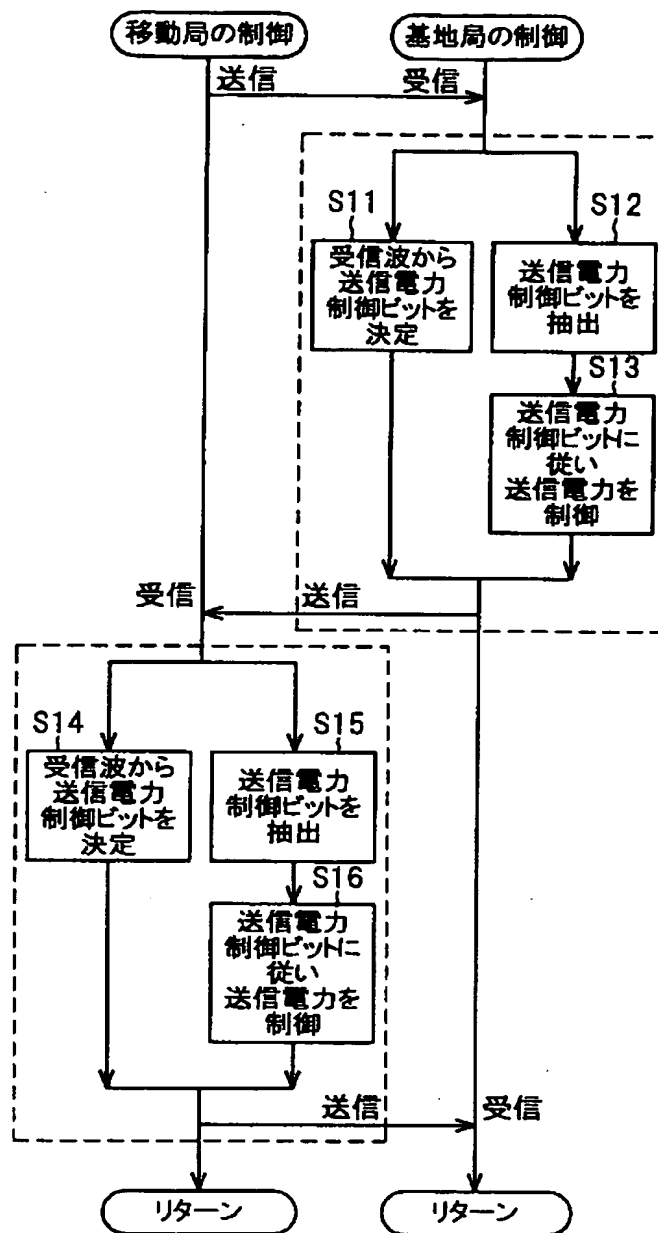 移動局の制御
基地局の制御
送信
受信
S11
S12
受信波から
送信電力
制御ビットを
決定
送信電力
制御ビットを
抽出
S13
送信電力
制御ビットに
従い
送信電力を
制御
受信
送信
S14
S15
受信波から
送信電力
制御ビットを
決定
送信電力
制御ビットを
抽出
S16
送信電力
制御ビットに
従い
送信電力を
制御
送信
受信
リターン
リターン